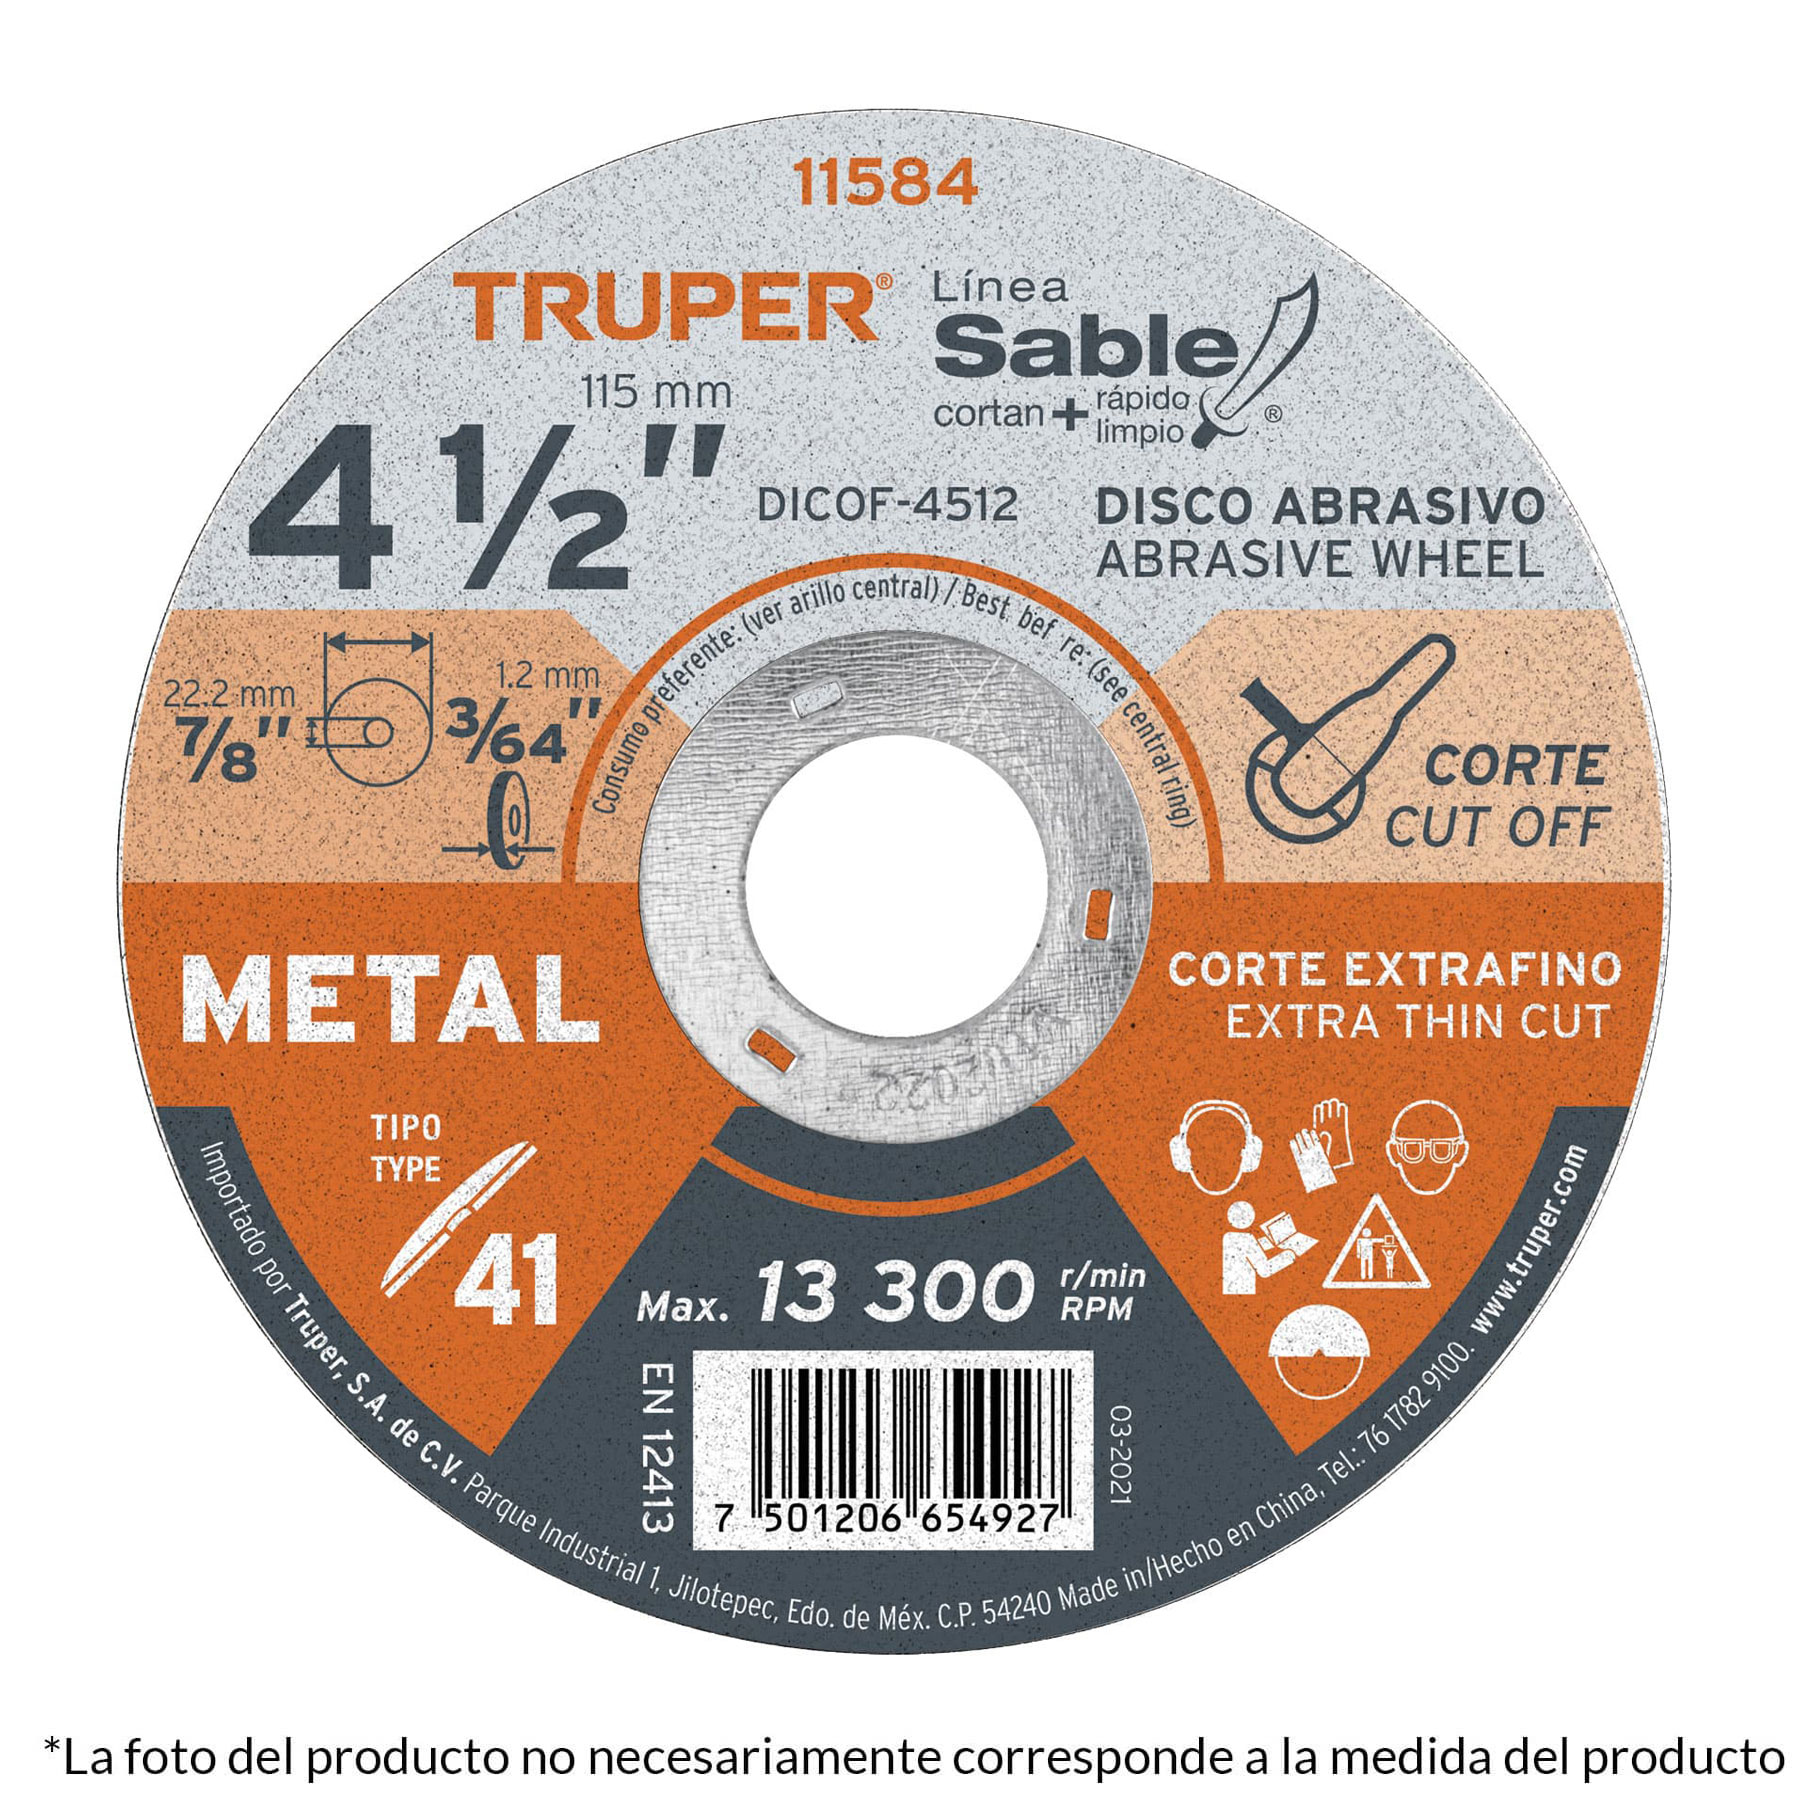 11584
TRUPER®
Línea
Sable
cortan + rápido
limpio
®
115 mm
4 ½"
DICOF-4512
DISCO ABRASIVO
ABRASIVE WHEEL
Consumo preferente: (ver arillo central) / Best. bef re: (see central ring)
22.2 mm
7/8"
1.2 mm
3/64"
CORTE
CUT OFF
METAL
CORTE EXTRAFINO
EXTRA THIN CUT
TIPO
TYPE
41
Max. 13 300 r/min
RPM
EN 12413
7 501206 654927
03-2021
Importado por Truper, S.A. de C.V. Parque Industrial 1, Jilotepec, Edo. de Méx. C.P. 54240 Made in/Hecho en China, Tel.: 76 1782 9100. www.truper.com
*La foto del producto no necesariamente corresponde a la medida del producto